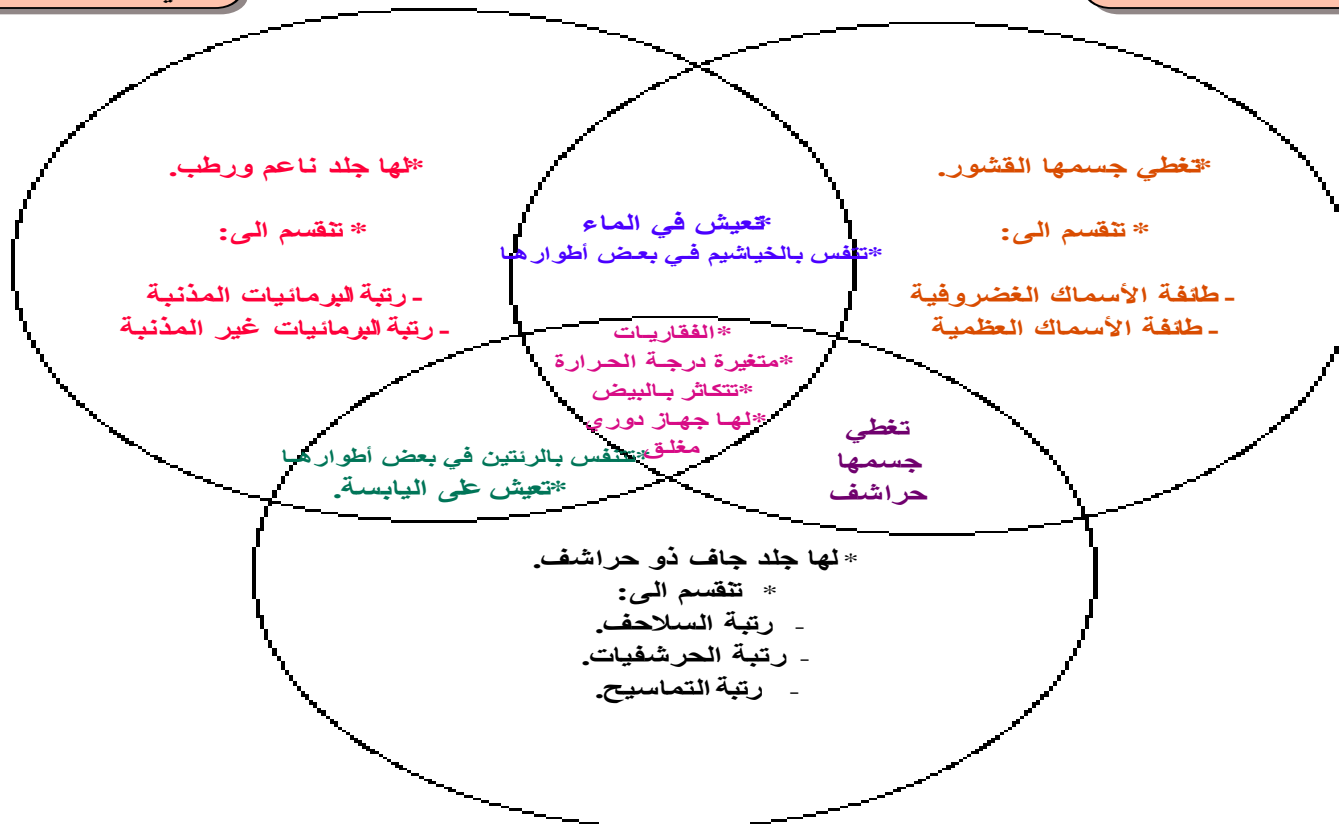 *تغطي جسمها القشور.
* تنقسم الى:
- طائفة الأسماك الغضروفية
- طائفة الأسماك العظمية
*تعيش في الماء
*تتنفس بالخياشيم في بعض أطوارها
*لها جلد ناعم ورطب.
* تنقسم الى:
- رتبة البرمائيات المذنبة
- رتبة البرمائيات غير المذنبة
*الفقاريات
*متغيرة درجة الحرارة
*تتكاثر بالبيض
*لها جهاز دوري
مغلق
تغطي
جسمها
حراشف
*تتنفس بالرئتين في بعض أطوارها
*تعيش على اليابسة.
* لها جلد جاف ذو حراشف.
* تنقسم الى:
- رتبة السلاحف.
- رتبة الحرشفيات.
- رتبة التماسيح.